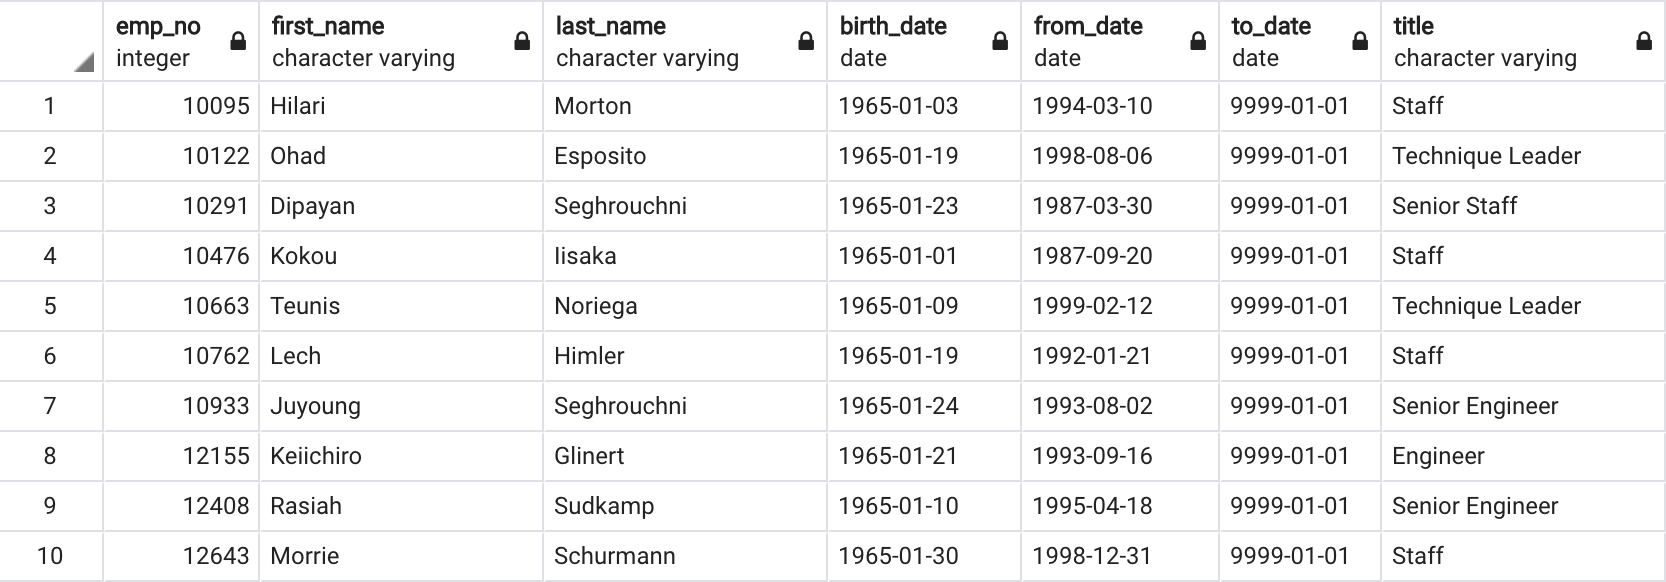 emp_no first_name last_name birth_date from_date to_date title
integer character varying character varying date date date character varying
1 10095 Hilari Morton 1965-01-03 1994-03-10 9999-01-01 Staff
2 10122 Ohad Esposito 1965-01-19 1998-08-06 9999-01-01 Technique Leader
3 10291 Dipayan Seghrouchni 1965-01-23 1987-03-30 9999-01-01 Senior Staff
4 10476 Kokou Iisaka 1965-01-01 1987-09-20 9999-01-01 Staff
5 10663 Teunis Noriega 1965-01-09 1999-02-12 9999-01-01 Technique Leader
6 10762 Lech Himler 1965-01-19 1992-01-21 9999-01-01 Staff
7 10933 Juyoung Seghrouchni 1965-01-24 1993-08-02 9999-01-01 Senior Engineer
8 12155 Keiichiro Glinert 1965-01-21 1993-09-16 9999-01-01 Engineer
9 12408 Rasiah Sudkamp 1965-01-10 1995-04-18 9999-01-01 Senior Engineer
10 12643 Morrie Schurmann 1965-01-30 1998-12-31 9999-01-01 Staff